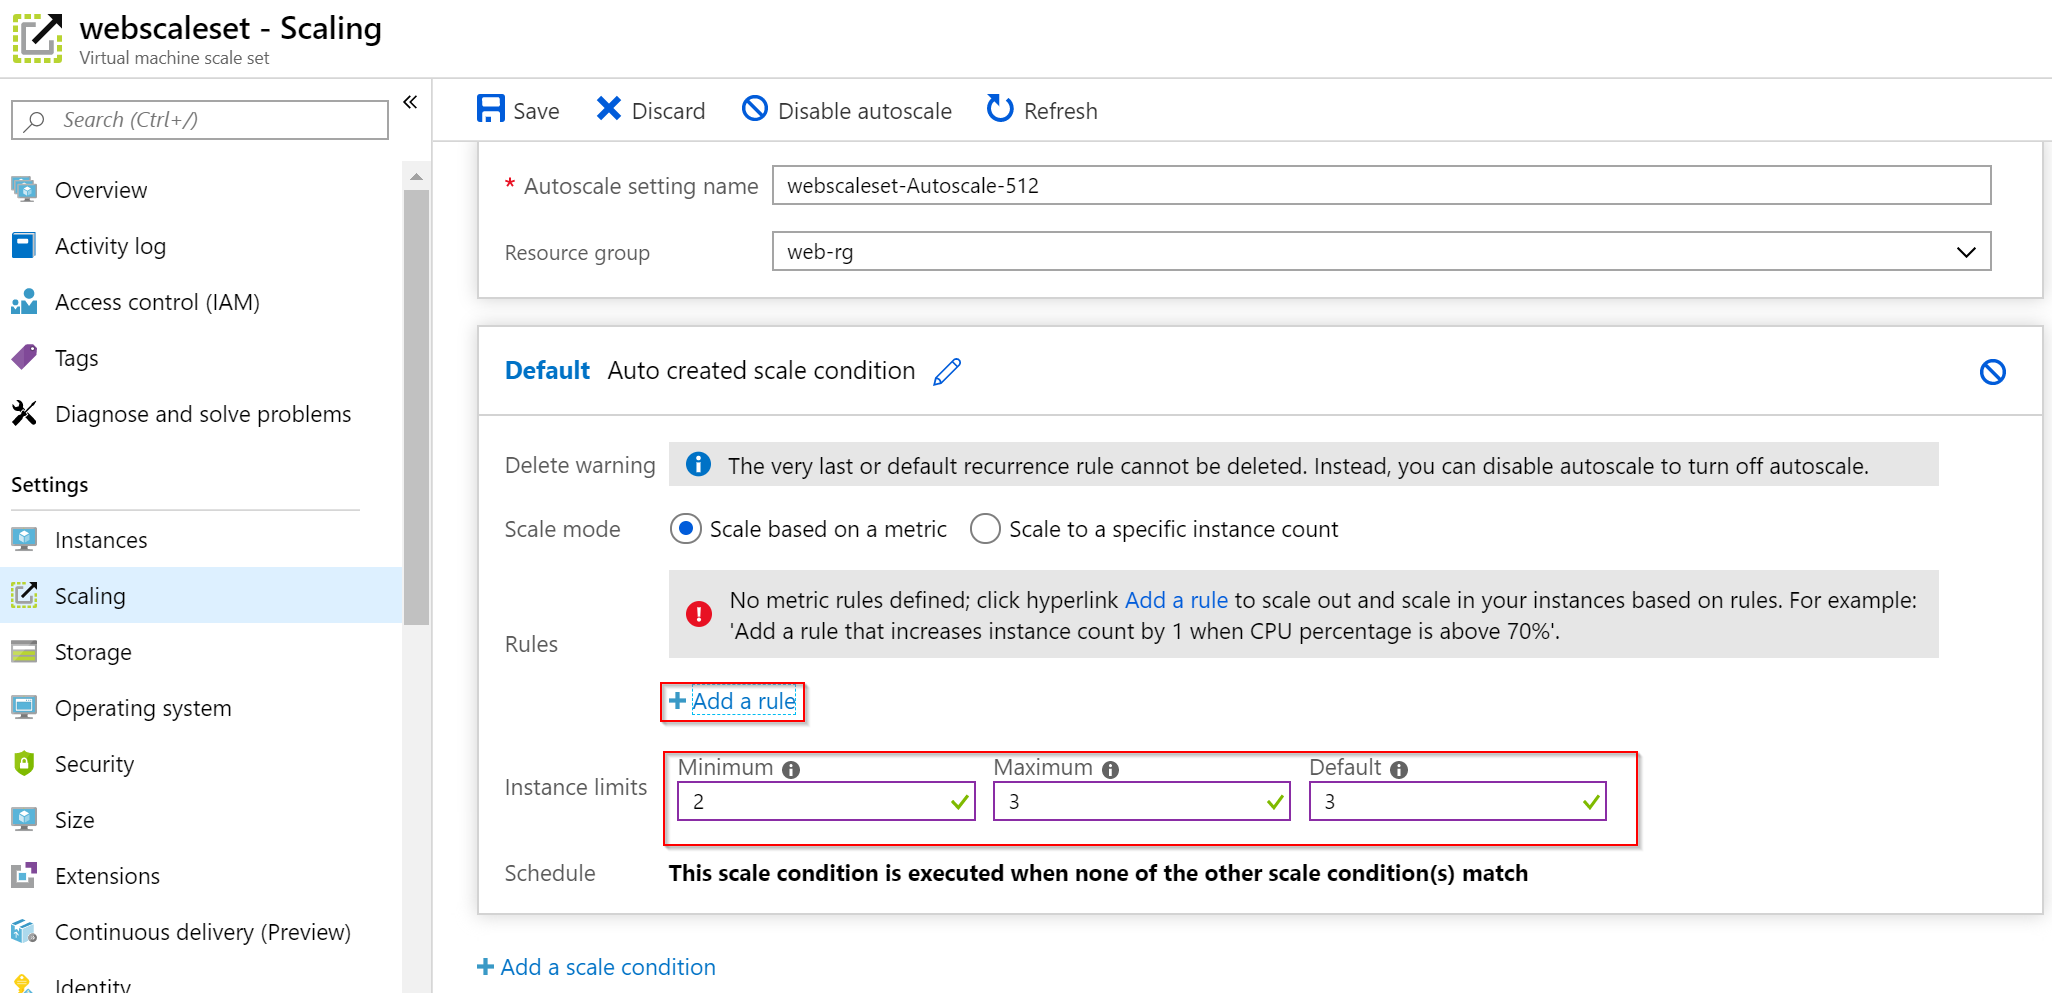 webscaleset - Scaling
Virtual machine scale set
Search (Ctrl+/)
«
Save
Discard
Disable autoscale
Refresh
Overview
Activity log
Access control (IAM)
Tags
Diagnose and solve problems
Settings
Instances
Scaling
Storage
Operating system
Security
Size
Extensions
Continuous delivery (Preview)
Identity
* Autoscale setting name
webscaleset-Autoscale-512
Resource group
web-rg
Default Auto created scale condition
Delete warning
The very last or default recurrence rule cannot be deleted. Instead, you can disable autoscale to turn off autoscale.
Scale mode
Scale based on a metric
Scale to a specific instance count
Rules
No metric rules defined; click hyperlink Add a rule to scale out and scale in your instances based on rules. For example:
'Add a rule that increases instance count by 1 when CPU percentage is above 70%'.
+ Add a rule
Instance limits
Minimum
2
Maximum
3
Default
3
Schedule
This scale condition is executed when none of the other scale condition(s) match
+ Add a scale condition